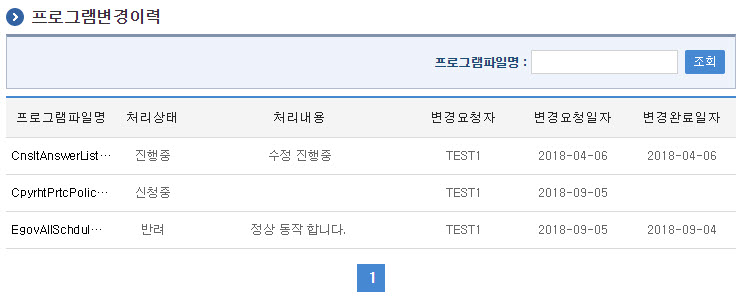 프로그램변경이력
프로그램파일명 : 조회
프로그램파일명 처리상태 처리내용 변경요청자 변경요청일자 변경완료일자
CnsltAnswerList… 진행중 수정 진행중 TEST1 2018-04-06 2018-04-06
CpyrhtPrtcPolic… 신청중 TEST1 2018-09-05
EgovAllSchdul… 반려 정상 동작 합니다. TEST1 2018-09-05 2018-09-04
1